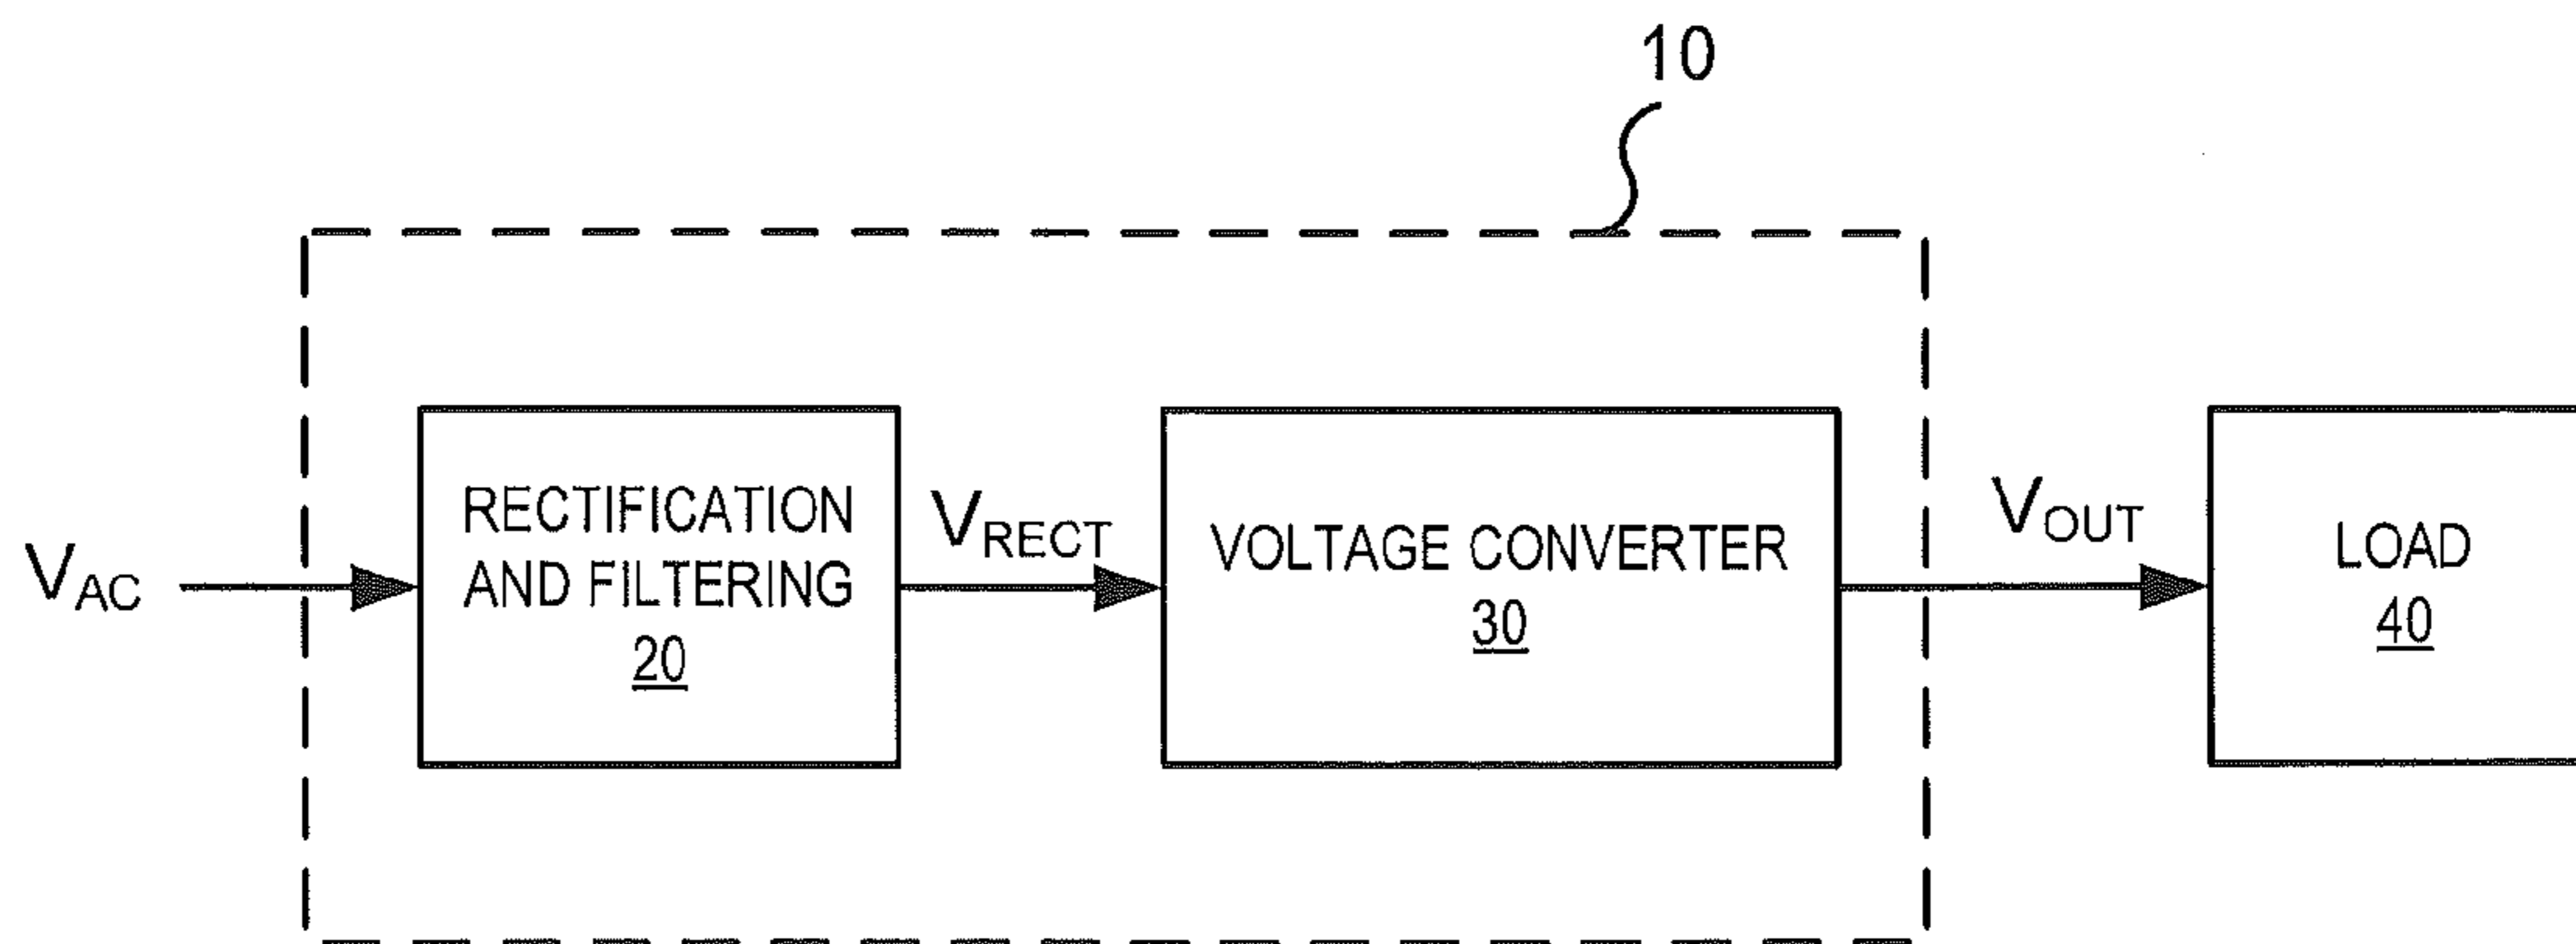 10
V_AC
RECTIFICATION
AND FILTERING
20
V_RECT
VOLTAGE CONVERTER
30
V_OUT
LOAD
40